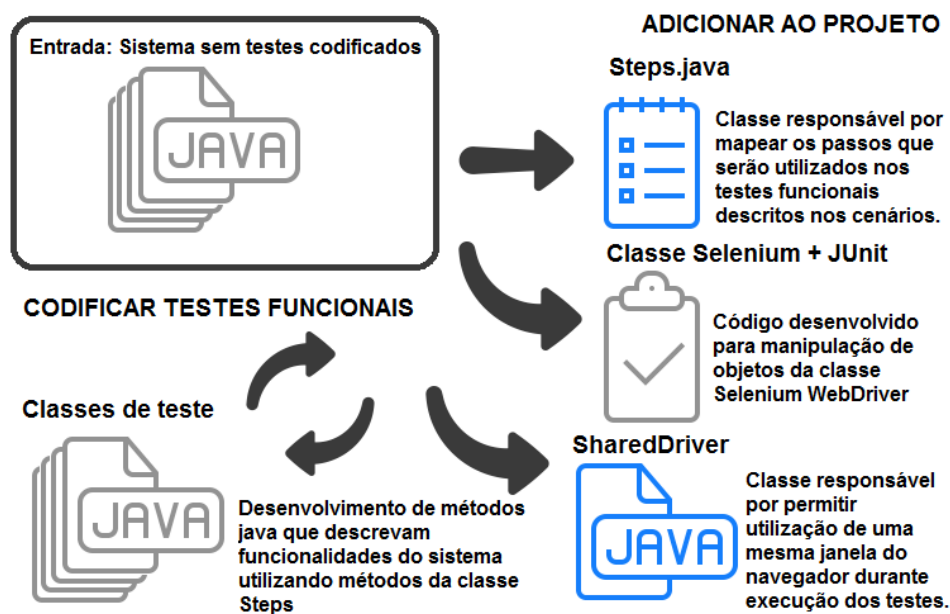 Entrada: Sistema sem testes codificados
JAVA
ADICIONAR AO PROJETO
Steps.java
Classe responsável por
mapear os passos que
serão utilizados nos
testes funcionais
descritos nos cenários.
Classe Selenium + JUnit
Código desenvolvido
para manipulação de
objetos da classe
Selenium WebDriver
SharedDriver
JAVA
Classe responsável
por permitir
utilização de uma
mesma janela do
navegador durante
execução dos testes.
CODIFICAR TESTES FUNCIONAIS
Classes de teste
JAVA
Desenvolvimento de métodos
java que descrevam
funcionalidades do sistema
utilizando métodos da classe
Steps